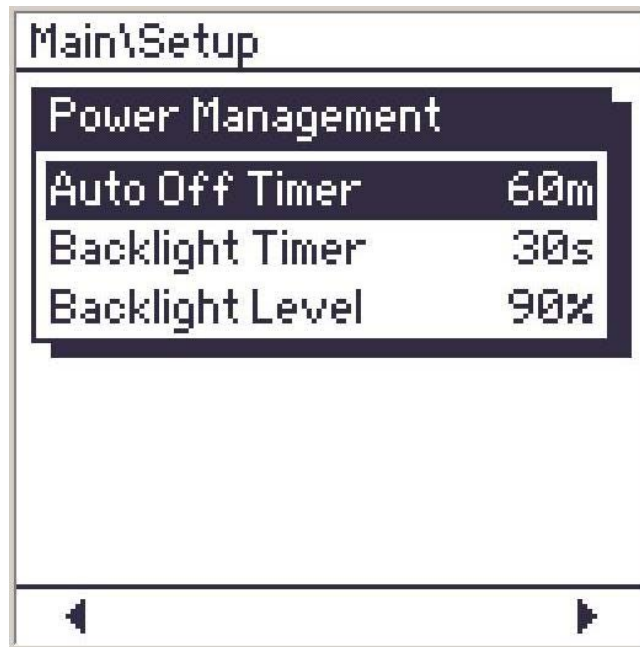 Main\Setup
Power Management
Auto Off Timer 60m
Backlight Timer 30s
Backlight Level 90%